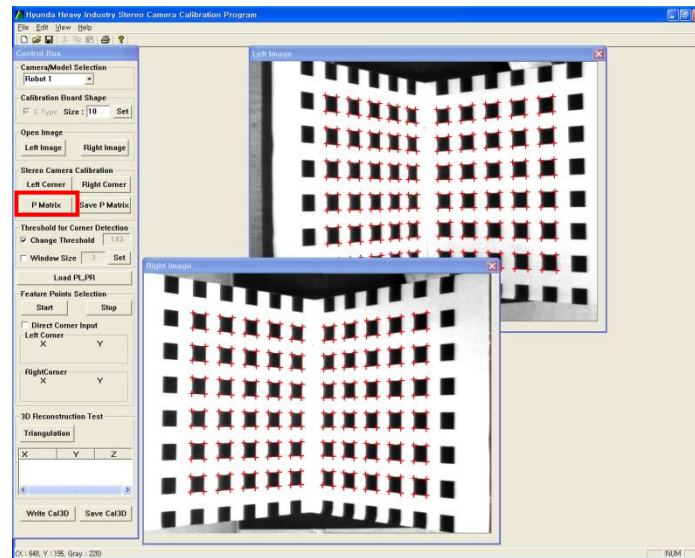 Hyunda Heavy Industry Stereo Camera Calibration Program
File Edit View Help
Control Box
Camera/Model Selection
Robot 1
Calibration Board Shape
C Type Size : 10 Set
Open Image
Left Image Right Image
Stereo Camera Calibration
Left Corner Right Corner
P Matrix Save P Matrix
Threshold for Corner Detection
Change Threshold 143
Window Size 3 Set
Load PL,PR
Feature Points Selection
Start Stop
Direct Corner Input
Left Corner
X Y
RightCorner
X Y
3D Reconstruction Test
Triangulation
X Y Z
Write Cal3D Save Cal3D
Left Image
Right Image
(X : 648, Y : 195, Gray : 228)
NUM